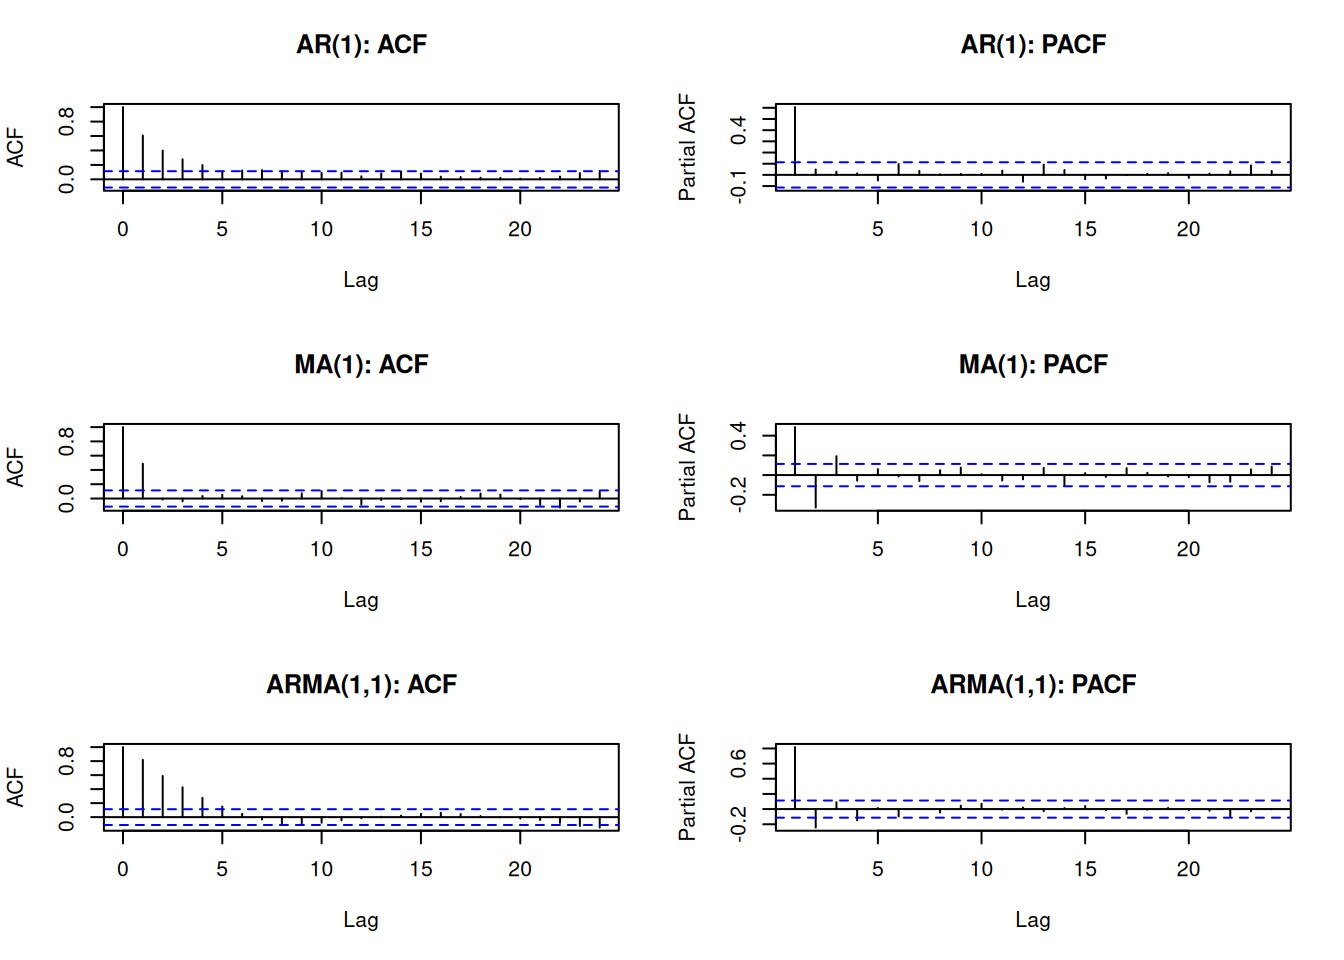 AR(1): ACF
ACF
0.0 0.8
0 5 10 15 20
Lag
AR(1): PACF
Partial ACF
-0.1 0.4
5 10 15 20
Lag
MA(1): ACF
ACF
0.0 0.8
0 5 10 15 20
Lag
MA(1): PACF
Partial ACF
-0.2 0.4
5 10 15 20
Lag
ARMA(1,1): ACF
ACF
0.0 0.8
0 5 10 15 20
Lag
ARMA(1,1): PACF
Partial ACF
-0.2 0.6
5 10 15 20
Lag